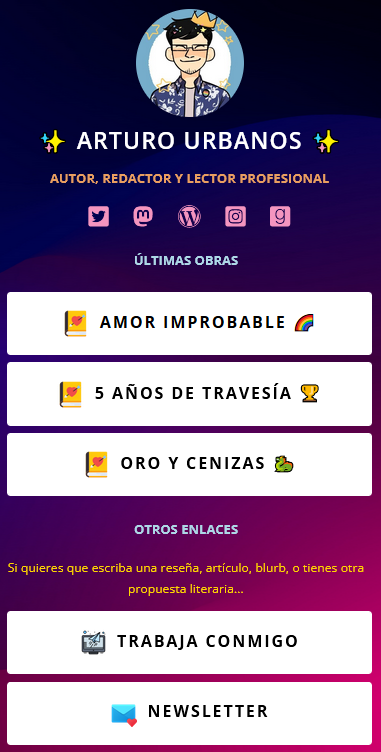 ✨ ARTURO URBANOS ✨
AUTOR, REDACTOR Y LECTOR PROFESIONAL
ÚLTIMAS OBRAS
AMOR IMPROBABLE 🌈
5 AÑOS DE TRAVESÍA 🏆
ORO Y CENIZAS 🐉
OTROS ENLACES
Si quieres que escriba una reseña, artículo, blurb, o tienes otra
propuesta literaria...
TRABAJA CONMIGO
NEWSLETTER